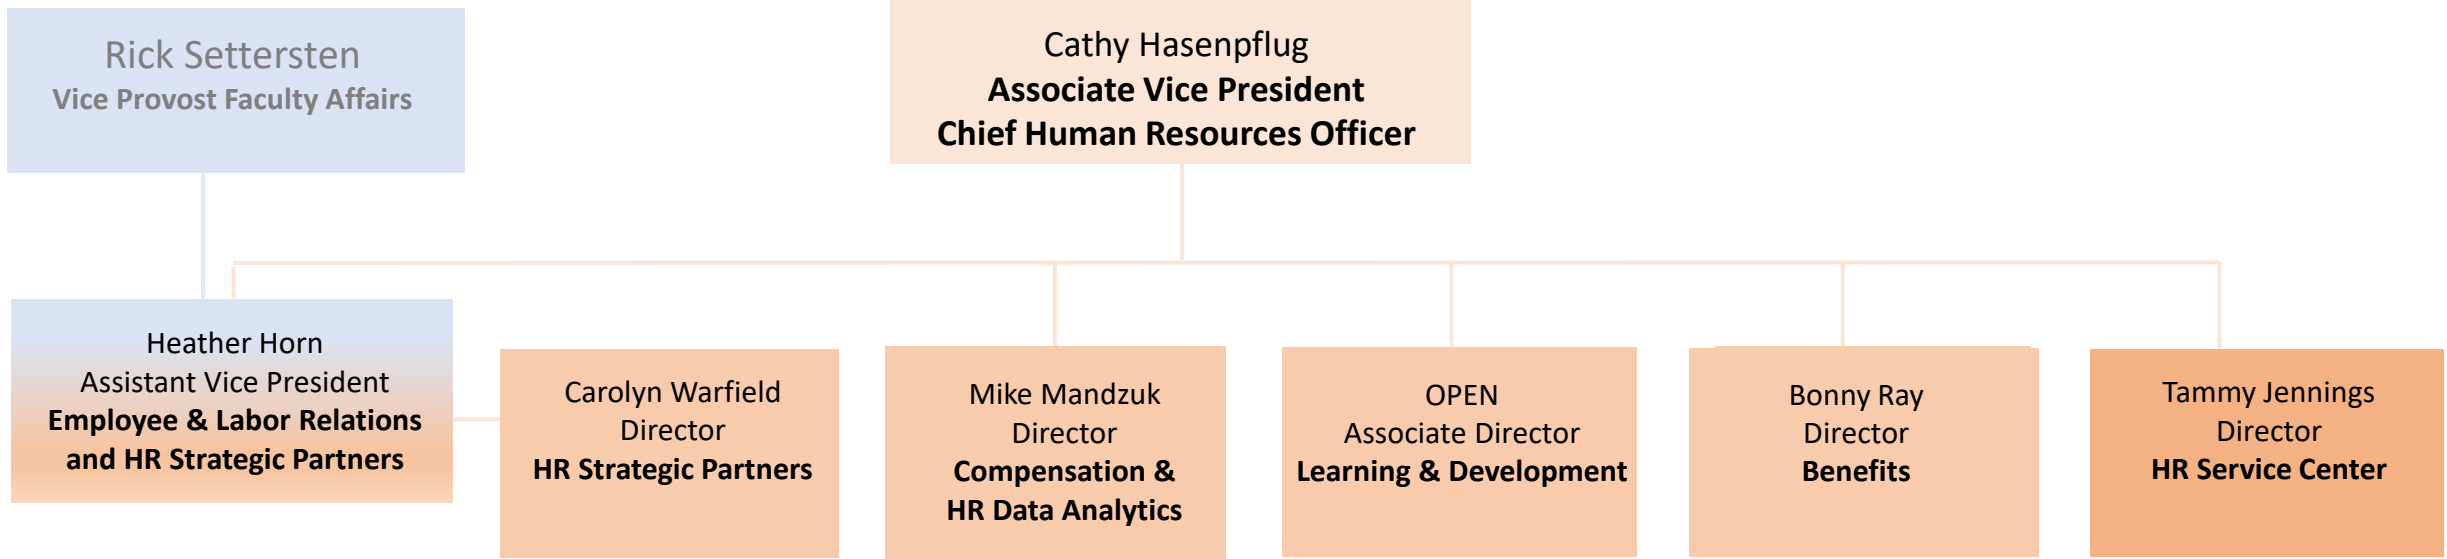 Rick Settersten
Vice Provost Faculty Affairs
Cathy Hasenpflug
Associate Vice President
Chief Human Resources Officer
Heather Horn
Assistant Vice President
Employee & Labor Relations
and HR Strategic Partners
Carolyn Warfield
Director
HR Strategic Partners
Mike Mandzuk
Director
Compensation &
HR Data Analytics
OPEN
Associate Director
Learning & Development
Bonny Ray
Director
Benefits
Tammy Jennings
Director
HR Service Center